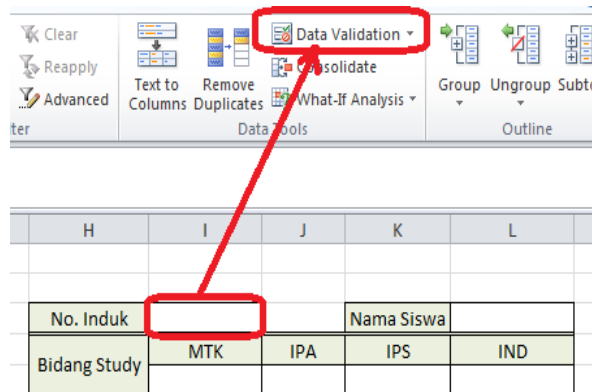 Clear
Reapply
Advanced
ter
Text to Columns
Remove Duplicates
Data Validation
Consolidate
What-If Analysis
Data Tools
Group
Ungroup
Outline
H I J K L
No. Induk Nama Siswa
Bidang Study MTK IPA IPS IND